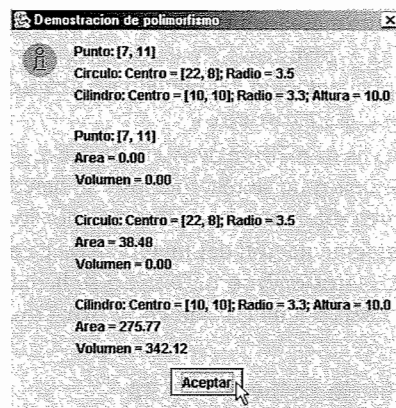 Demostracion de polimorfismo
Punto: [7, 11]
Circulo: Centro = [22, 8]; Radio = 3.5
Cilindro: Centro = [10, 10]; Radio = 3.3; Altura = 10.0
Punto: [7, 11]
Area = 0.00
Volumen = 0.00
Circulo: Centro = [22, 8]; Radio = 3.5
Area = 38.48
Volumen = 0.00
Cilindro: Centro = [10, 10]; Radio = 3.3; Altura = 10.0
Area = 275.77
Volumen = 342.12
Aceptar